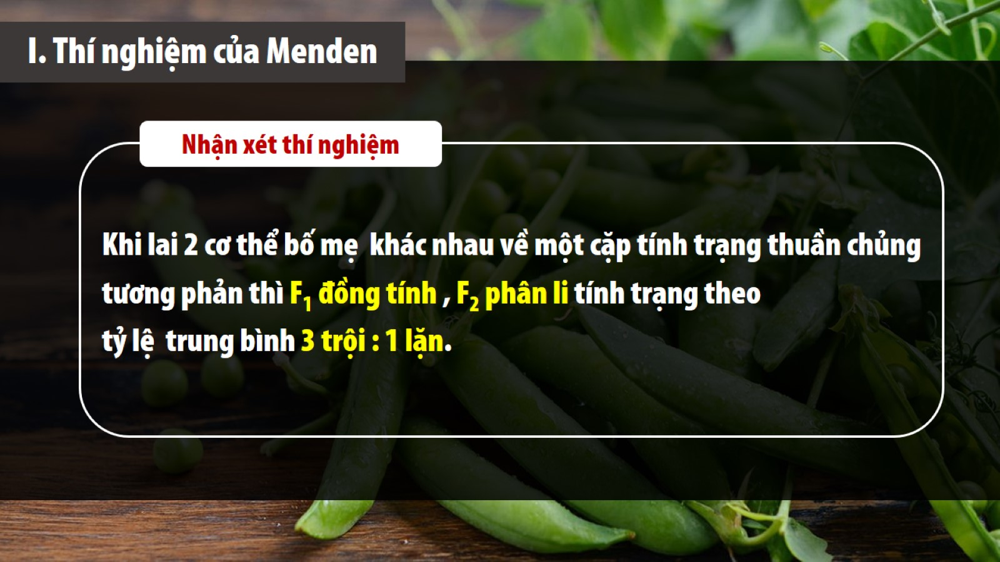 I. Thí nghiệm của Menden
Nhận xét thí nghiệm
Khi lai 2 cơ thể bố mẹ  khác nhau về một cặp tính trạng thuần chủng
tương phản thì F₁ đồng tính , F₂ phân li tính trạng theo
tỷ lệ  trung bình 3 trội : 1 lặn.